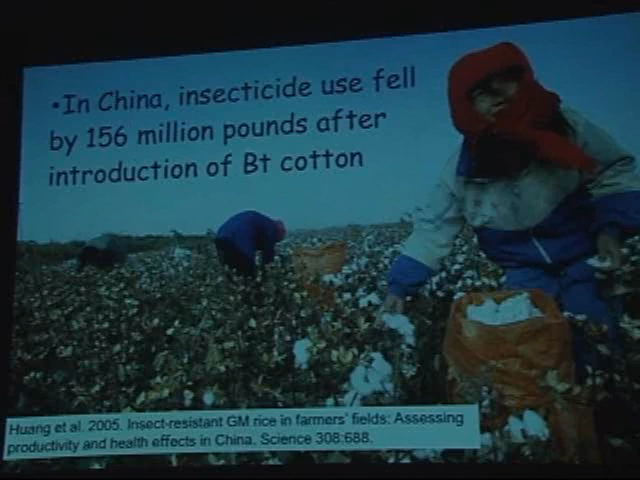 •In China, insecticide use fell
by 156 million pounds after
introduction of Bt cotton
Huang et al. 2005. Insect-resistant GM rice in farmers' fields: Assessing
productivity and health effects in China. Science 308:688.